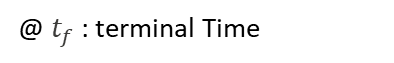 @ t_f : terminal Time